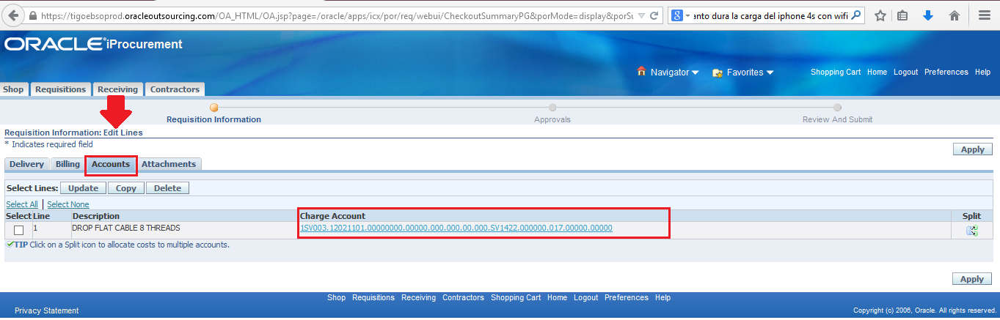 https://tigoebsoprod.oracleoutsourcing.com/OA_HTML/OA.jsp?page=/oracle/apps/icx/por/req/webui/CheckoutSummaryPG&porMode=display&porSu
anto dura la carga del iphone 4s con wifi
ORACLE® iProcurement
Navigator Favorites Shopping Cart Home Logout Preferences Help
Shop Requisitions Receiving Contractors
Requisition Information Approvals Review And Submit
Requisition Information: Edit Lines
* Indicates required field
Apply
Delivery Billing Accounts Attachments
Select Lines: Update Copy Delete
Select All | Select None
Select Line Description Charge Account Split
1 DROP FLAT CABLE 8 THREADS 1SV003.12021101.00000000.00000.000.000.00.000.SV1422.000000.017.00000.00000
TIP Click on a Split icon to allocate costs to multiple accounts.
Apply
Shop Requisitions Receiving Contractors Shopping Cart Home Logout Preferences Help
Privacy Statement Copyright (c) 2006, Oracle. All rights reserved.